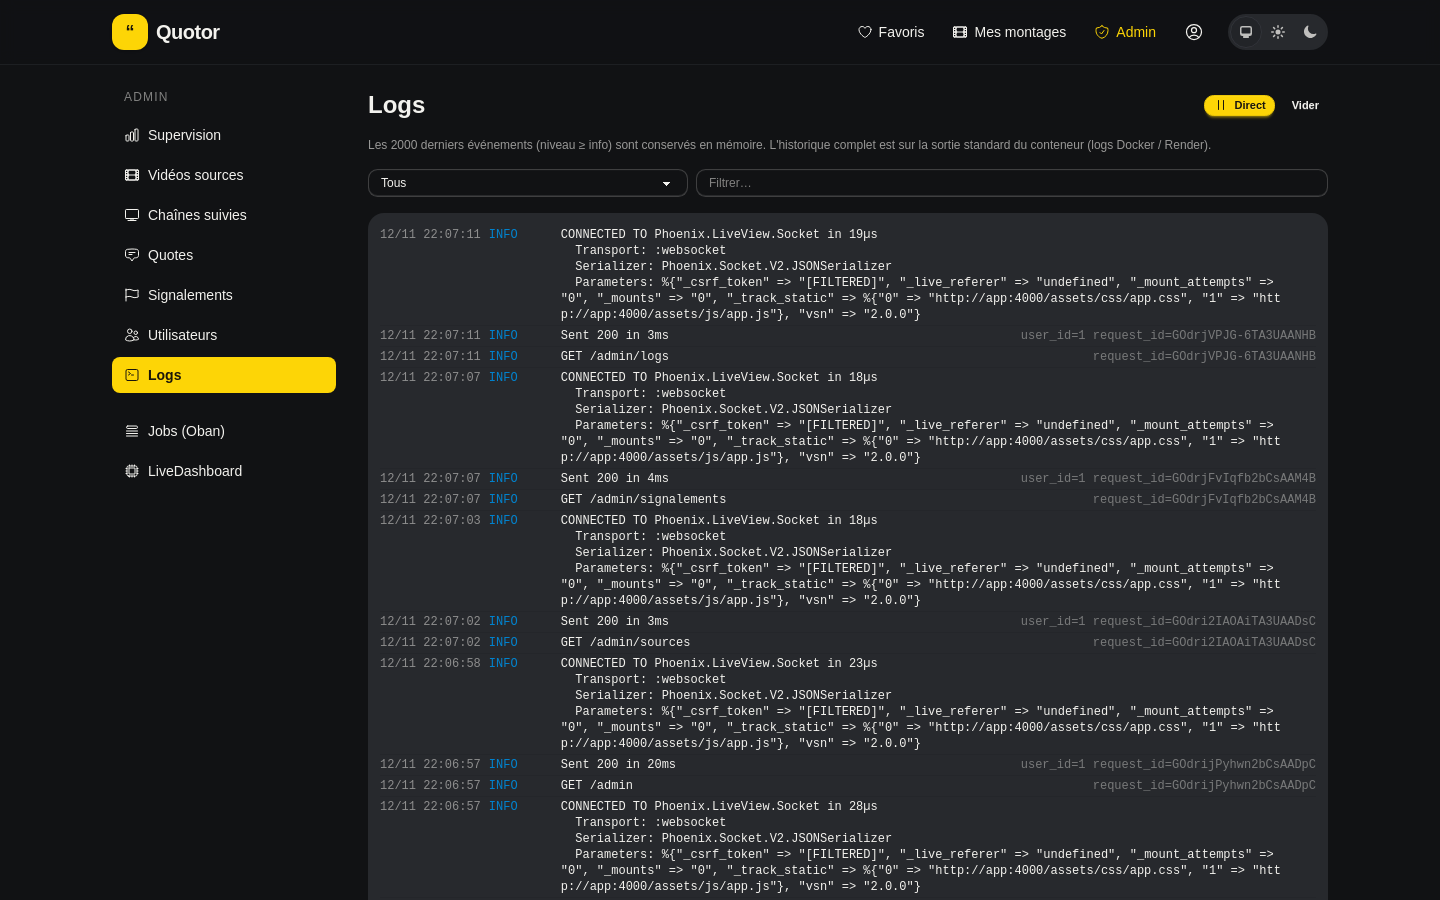 “ Quotor
Favoris
Mes montages
Admin
ADMIN
Supervision
Vidéos sources
Chaînes suivies
Quotes
Signalements
Utilisateurs
Logs
Jobs (Oban)
LiveDashboard
Logs
Direct
Vider
Les 2000 derniers événements (niveau ≥ info) sont conservés en mémoire. L'historique complet est sur la sortie standard du conteneur (logs Docker / Render).
Tous
Filtrer…
12/11 22:07:11 INFO CONNECTED TO Phoenix.LiveView.Socket in 19µs
Transport: :websocket
Serializer: Phoenix.Socket.V2.JSONSerializer
Parameters: %{"_csrf_token" => "[FILTERED]", "_live_referer" => "undefined", "_mount_attempts" =>
"0", "_mounts" => "0", "_track_static" => %{"0" => "http://app:4000/assets/css/app.css", "1" => "htt
p://app:4000/assets/js/app.js"}, "vsn" => "2.0.0"}
12/11 22:07:11 INFO Sent 200 in 3ms user_id=1 request_id=GOdrjVPJG-6TA3UAANHB
12/11 22:07:11 INFO GET /admin/logs request_id=GOdrjVPJG-6TA3UAANHB
12/11 22:07:07 INFO CONNECTED TO Phoenix.LiveView.Socket in 18µs
Transport: :websocket
Serializer: Phoenix.Socket.V2.JSONSerializer
Parameters: %{"_csrf_token" => "[FILTERED]", "_live_referer" => "undefined", "_mount_attempts" =>
"0", "_mounts" => "0", "_track_static" => %{"0" => "http://app:4000/assets/css/app.css", "1" => "htt
p://app:4000/assets/js/app.js"}, "vsn" => "2.0.0"}
12/11 22:07:07 INFO Sent 200 in 4ms user_id=1 request_id=GOdrjFvIqfb2bCsAAM4B
12/11 22:07:07 INFO GET /admin/signalements request_id=GOdrjFvIqfb2bCsAAM4B
12/11 22:07:03 INFO CONNECTED TO Phoenix.LiveView.Socket in 18µs
Transport: :websocket
Serializer: Phoenix.Socket.V2.JSONSerializer
Parameters: %{"_csrf_token" => "[FILTERED]", "_live_referer" => "undefined", "_mount_attempts" =>
"0", "_mounts" => "0", "_track_static" => %{"0" => "http://app:4000/assets/css/app.css", "1" => "htt
p://app:4000/assets/js/app.js"}, "vsn" => "2.0.0"}
12/11 22:07:02 INFO Sent 200 in 3ms user_id=1 request_id=GOdri2IAOAiTA3UAADsC
12/11 22:07:02 INFO GET /admin/sources request_id=GOdri2IAOAiTA3UAADsC
12/11 22:06:58 INFO CONNECTED TO Phoenix.LiveView.Socket in 23µs
Transport: :websocket
Serializer: Phoenix.Socket.V2.JSONSerializer
Parameters: %{"_csrf_token" => "[FILTERED]", "_live_referer" => "undefined", "_mount_attempts" =>
"0", "_mounts" => "0", "_track_static" => %{"0" => "http://app:4000/assets/css/app.css", "1" => "htt
p://app:4000/assets/js/app.js"}, "vsn" => "2.0.0"}
12/11 22:06:57 INFO Sent 200 in 20ms user_id=1 request_id=GOdrijPyhwn2bCsAADpC
12/11 22:06:57 INFO GET /admin request_id=GOdrijPyhwn2bCsAADpC
12/11 22:06:57 INFO CONNECTED TO Phoenix.LiveView.Socket in 28µs
Transport: :websocket
Serializer: Phoenix.Socket.V2.JSONSerializer
Parameters: %{"_csrf_token" => "[FILTERED]", "_live_referer" => "undefined", "_mount_attempts" =>
"0", "_mounts" => "0", "_track_static" => %{"0" => "http://app:4000/assets/css/app.css", "1" => "htt
p://app:4000/assets/js/app.js"}, "vsn" => "2.0.0"}